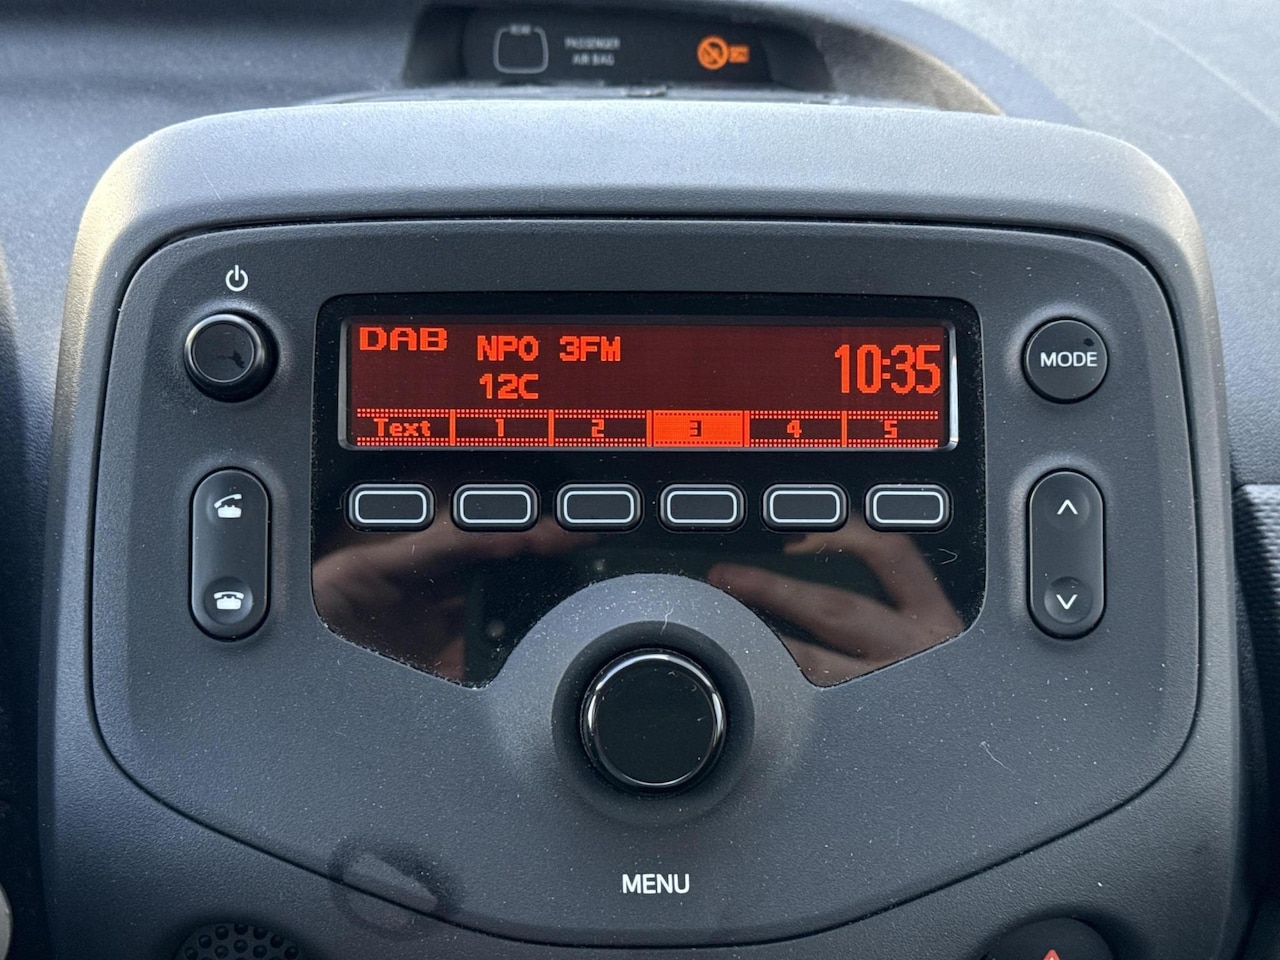 PASSENGER
AIR BAG
DAB
NPO 3FM
10:35
12C
Text 1 2 3 4 5
MODE
MENU